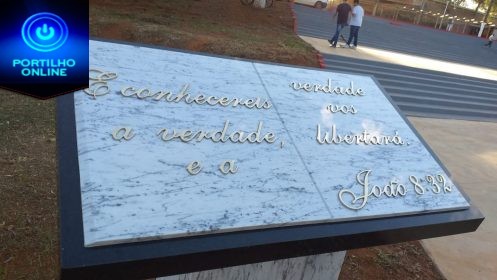 PORTILHO
ONLINE
E conhecereis
a verdade,
e a
verdade
vos
libertará.
João 8:32